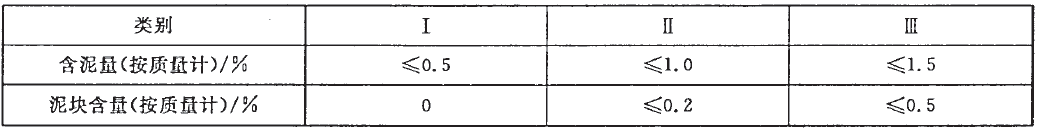 类别 Ⅰ Ⅱ Ⅲ
含泥量(按质量计)/% ≤0.5 ≤1.0 ≤1.5
泥块含量(按质量计)/% 0 ≤0.2 ≤0.5